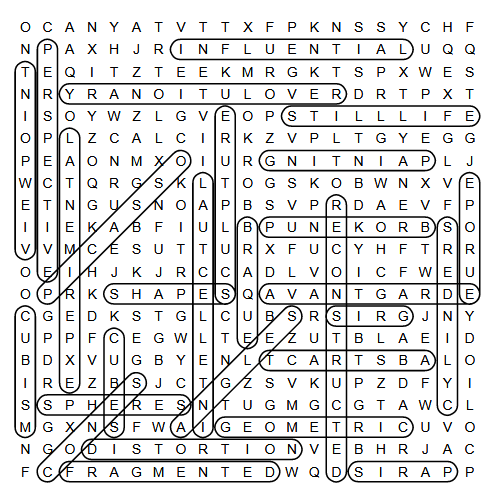 O C A N Y A T V T T X F P K N S S Y C H F
N P A X H J R I N F L U E N T I A L U Q Q
T E Q I T Z T E E K M R G K T S P X W E S
N R Y R A N O I T U L O V E R D R T P X T
I S O Y W Z L G V E O P S T I L L L I F E
O P L Z C A L C I R K Z V P L T G Y E G G
P E A O N M X O I U R G N I T N I A P L J
W C T Q R G S K L T O G S K O B W N X V E
E T N G U S N O A P B S V P R D A E V F P
I I E K A B F I U L B P U N E K O R B S O
V V M C E S U T T U R X F U C Y H F T R R
O E I H J K J R C C A D L V O I C F W E U
O P R K S H A P E S Q A V A N T G A R D E
C G E D K S T G L C U B S R S I R G J N Y
U P P F C E G W L T E E Z U T B L A E I D
B D X V U G B Y E N L T C A R T S B A L O
I R E Z B S J C T G Z S V K U P Z D F Y I
S S P H E R E S N T U G M G C G T A W C L
M G X N S F W A I G E O M E T R I C U V O
N G O D I S T O R T I O N V E B H R J A C
F C F R A G M E N T E D W Q D S I R A P P